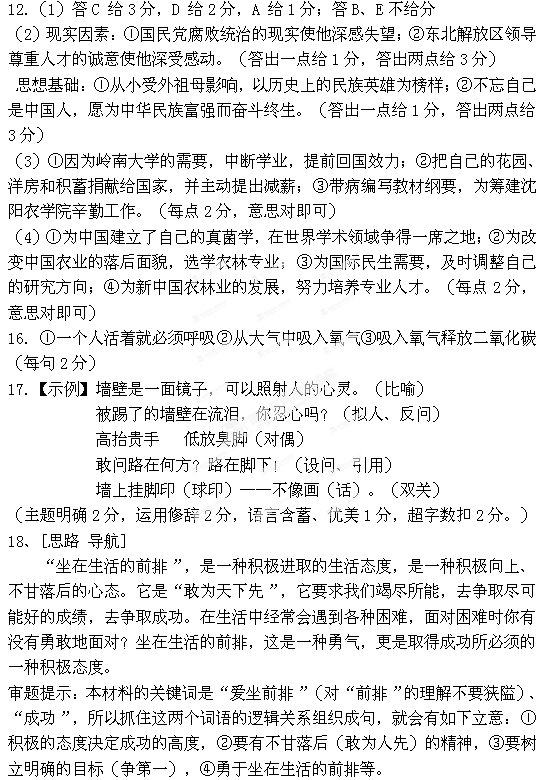 12.（1）答C 给3分，D 给2分，A 给1分；答B、E不给分
（2）现实因素：①国民党腐败统治的现实使他深感失望；②东北解放区领导
尊重人才的诚意使他深受感动。（答出一点给1分，答出两点给3分）
思想基础：①从小受外祖母影响，以历史上的民族英雄为榜样；②不忘自己
是中国人，愿为中华民族富强而奋斗终生。（答出一点给1分，答出两点给
3分）
（3）①因为岭南大学的需要，中断学业，提前回国效力；②把自己的花园、
洋房和积蓄捐献给国家，并主动提出减薪；③带病编写教材纲要，为筹建沈
阳农学院辛勤工作。（每点2分，意思对即可）
（4）①为中国建立了自己的真菌学，在世界学术领域争得一席之地；②为改
变中国农业的落后面貌，选学农林专业；③为国际民生需要，及时调整自己
的研究方向；④为新中国农林业的发展，努力培养专业人才。（每点2分，
意思对即可）
16. ①一个人活着就必须呼吸②从大气中吸入氧气③吸入氧气释放二氧化碳
（每句2分）
17.【示例】墙壁是一面镜子，可以照射人的心灵。（比喻）
被踢了的墙壁在流泪，你忍心吗？（拟人、反问）
高抬贵手 低放臭脚（对偶）
敢问路在何方？路在脚下！（设问、引用）
墙上挂脚印（球印）——不像画（话）。（双关）
（主题明确2分，运用修辞2分，语言含蓄、优美1分，超字数扣2分。）
18、[思路 导航]
“坐在生活的前排”，是一种积极进取的生活态度，是一种积极向上、
不甘落后的心态。它是“敢为天下先”，它要求我们竭尽所能，去争取尽可
能好的成绩，去争取成功。在生活中经常会遇到各种困难，面对困难时你有
没有勇敢地面对？坐在生活的前排，这是一种勇气，更是取得成功所必须的
一种积极态度。
审题提示：本材料的关键词是“爱坐前排”（对“前排”的理解不要狭隘）、
“成功”，所以抓住这两个词语的逻辑关系组织成句，就会有如下立意：①
积极的态度决定成功的高度，②要有不甘落后（敢为人先）的精神，③要树
立明确的目标（争第一），④勇于坐在生活的前排等。